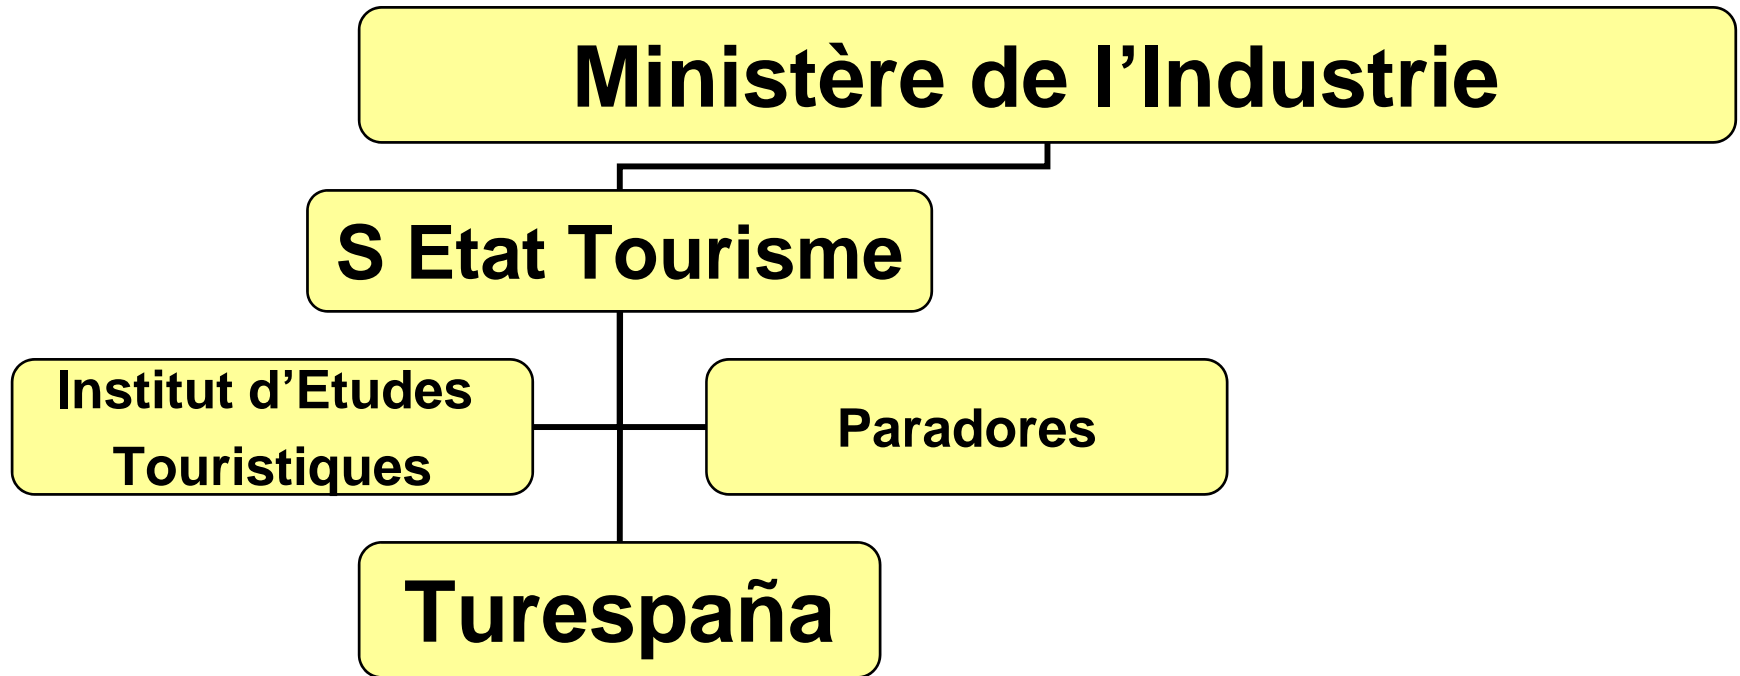 Ministère de l’Industrie
S Etat Tourisme
Institut d’Etudes
Touristiques
Paradores
Turespaña